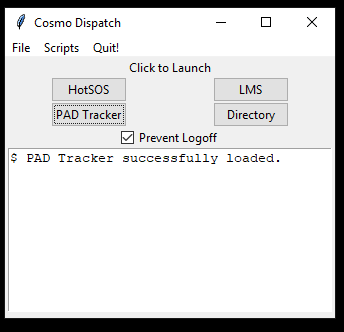 Cosmo Dispatch
File Scripts Quit!
Click to Launch
HotSOS LMS
PAD Tracker Directory
Prevent Logoff
$ PAD Tracker successfully loaded.